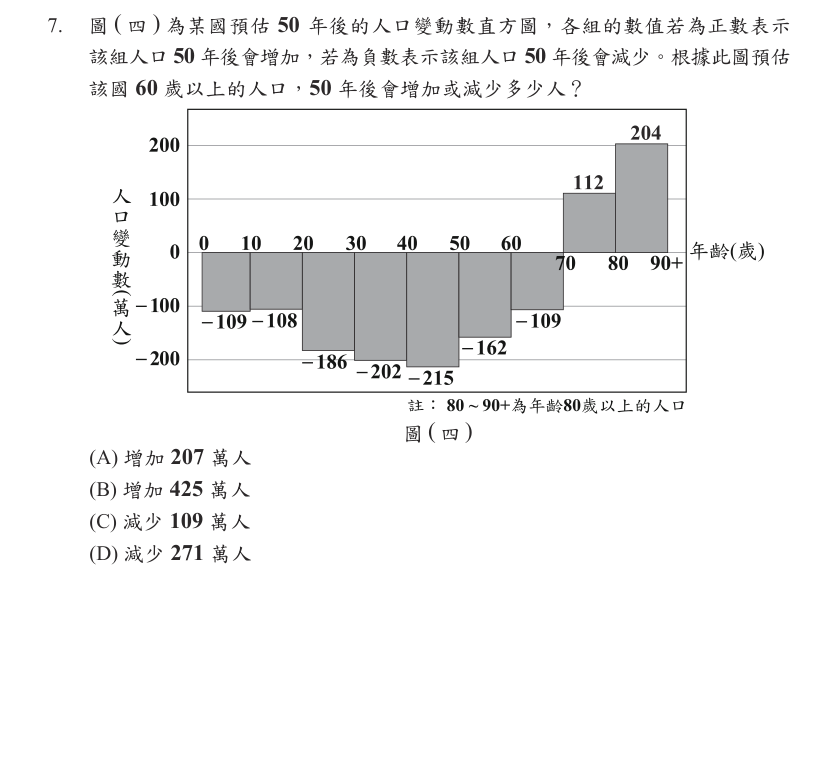 7. 圖(四)為某國預估 50 年後的人口變動數直方圖，各組的數值若為正數表示
該組人口 50 年後會增加，若為負數表示該組人口 50 年後會減少。根據此圖預估
該國 60 歲以上的人口，50 年後會增加或減少多少人？
204
200
112
100
人口變動數(萬人)
0
0 10 20 30 40 50 60
年齡(歲)
70 80 90+
−100
−109 −108
−109
−162
−200
−186
−202
−215
註： 80 ~ 90+為年齡80歲以上的人口
圖(四)
(A) 增加 207 萬人
(B) 增加 425 萬人
(C) 減少 109 萬人
(D) 減少 271 萬人